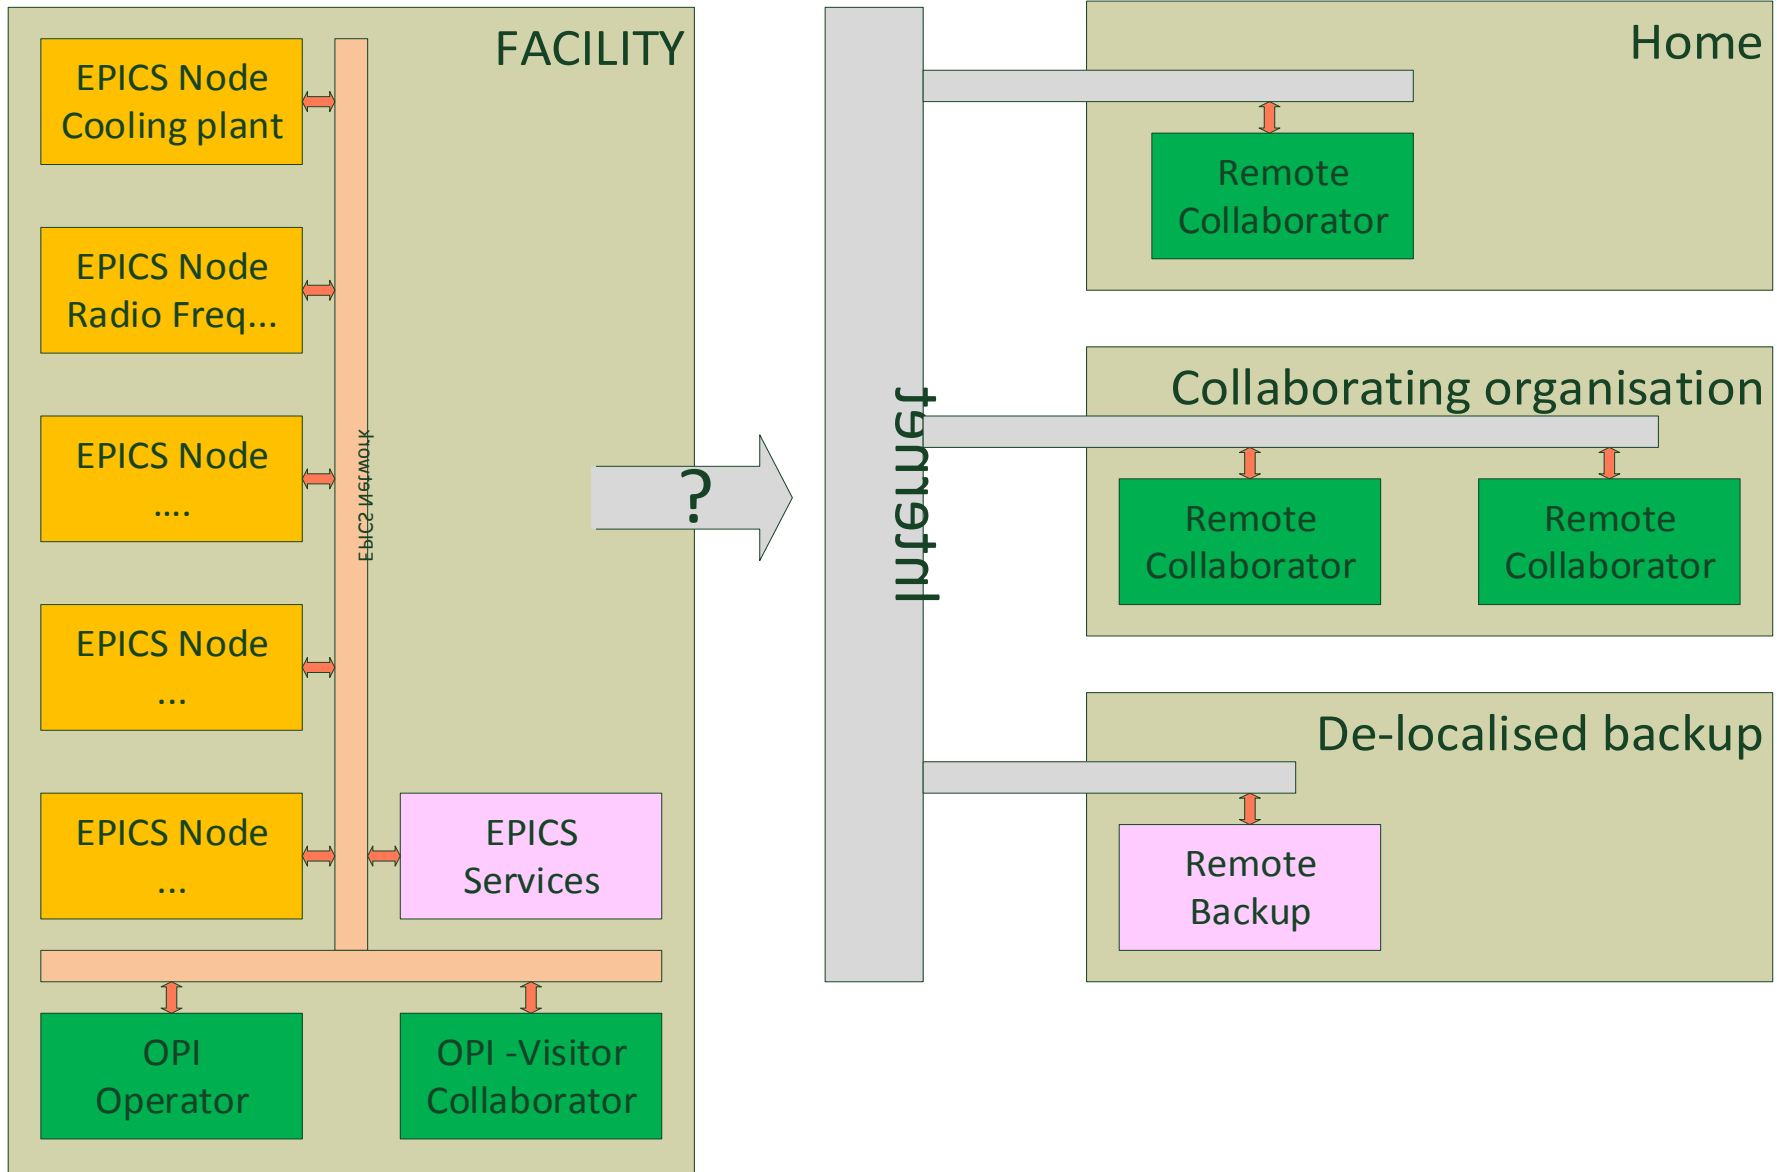 FACILITY
EPICS Node
Cooling plant
EPICS Node
Radio Freq...
EPICS Node
....
EPICS Node
...
EPICS Node
...
EPICS Network
EPICS
Services
OPI
Operator
OPI -Visitor
Collaborator
?
Internet
Home
Remote
Collaborator
Collaborating organisation
Remote
Collaborator
Remote
Collaborator
De-localised backup
Remote
Backup